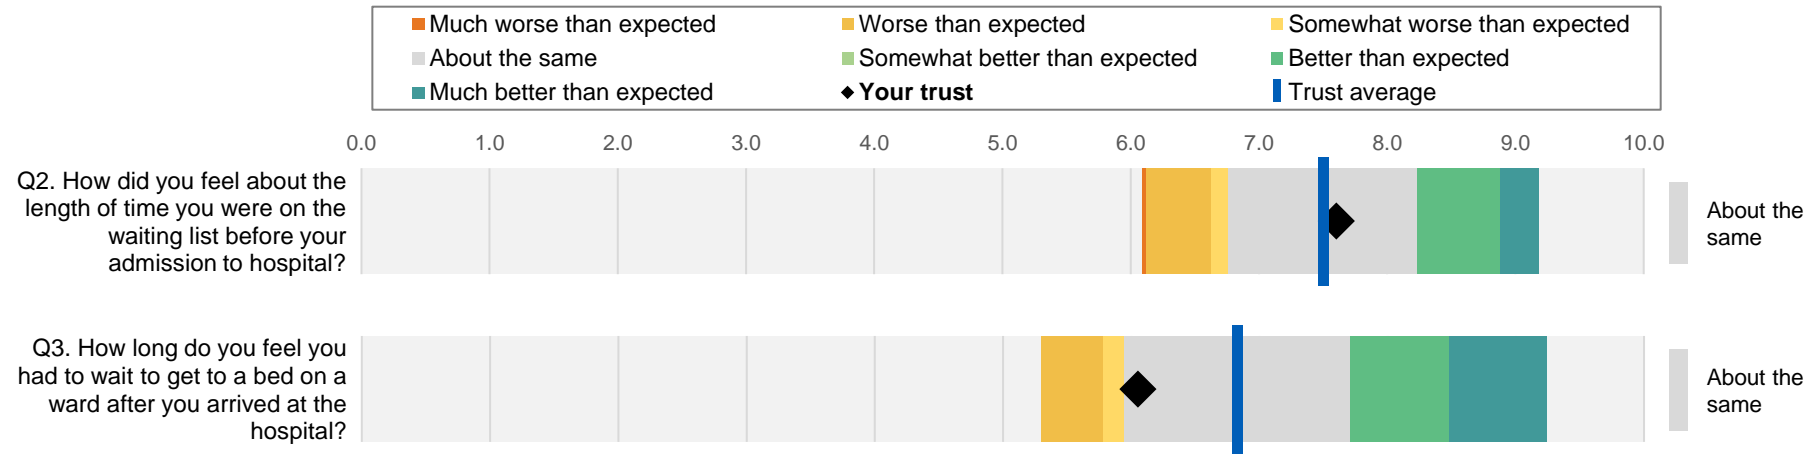 Much worse than expected Worse than expected Somewhat worse than expected
About the same Somewhat better than expected Better than expected
Much better than expected Your trust Trust average
0.0 1.0 2.0 3.0 4.0 5.0 6.0 7.0 8.0 9.0 10.0
Q2. How did you feel about the
length of time you were on the
waiting list before your
admission to hospital?
About the
same
Q3. How long do you feel you
had to wait to get to a bed on a
ward after you arrived at the
hospital?
About the
same